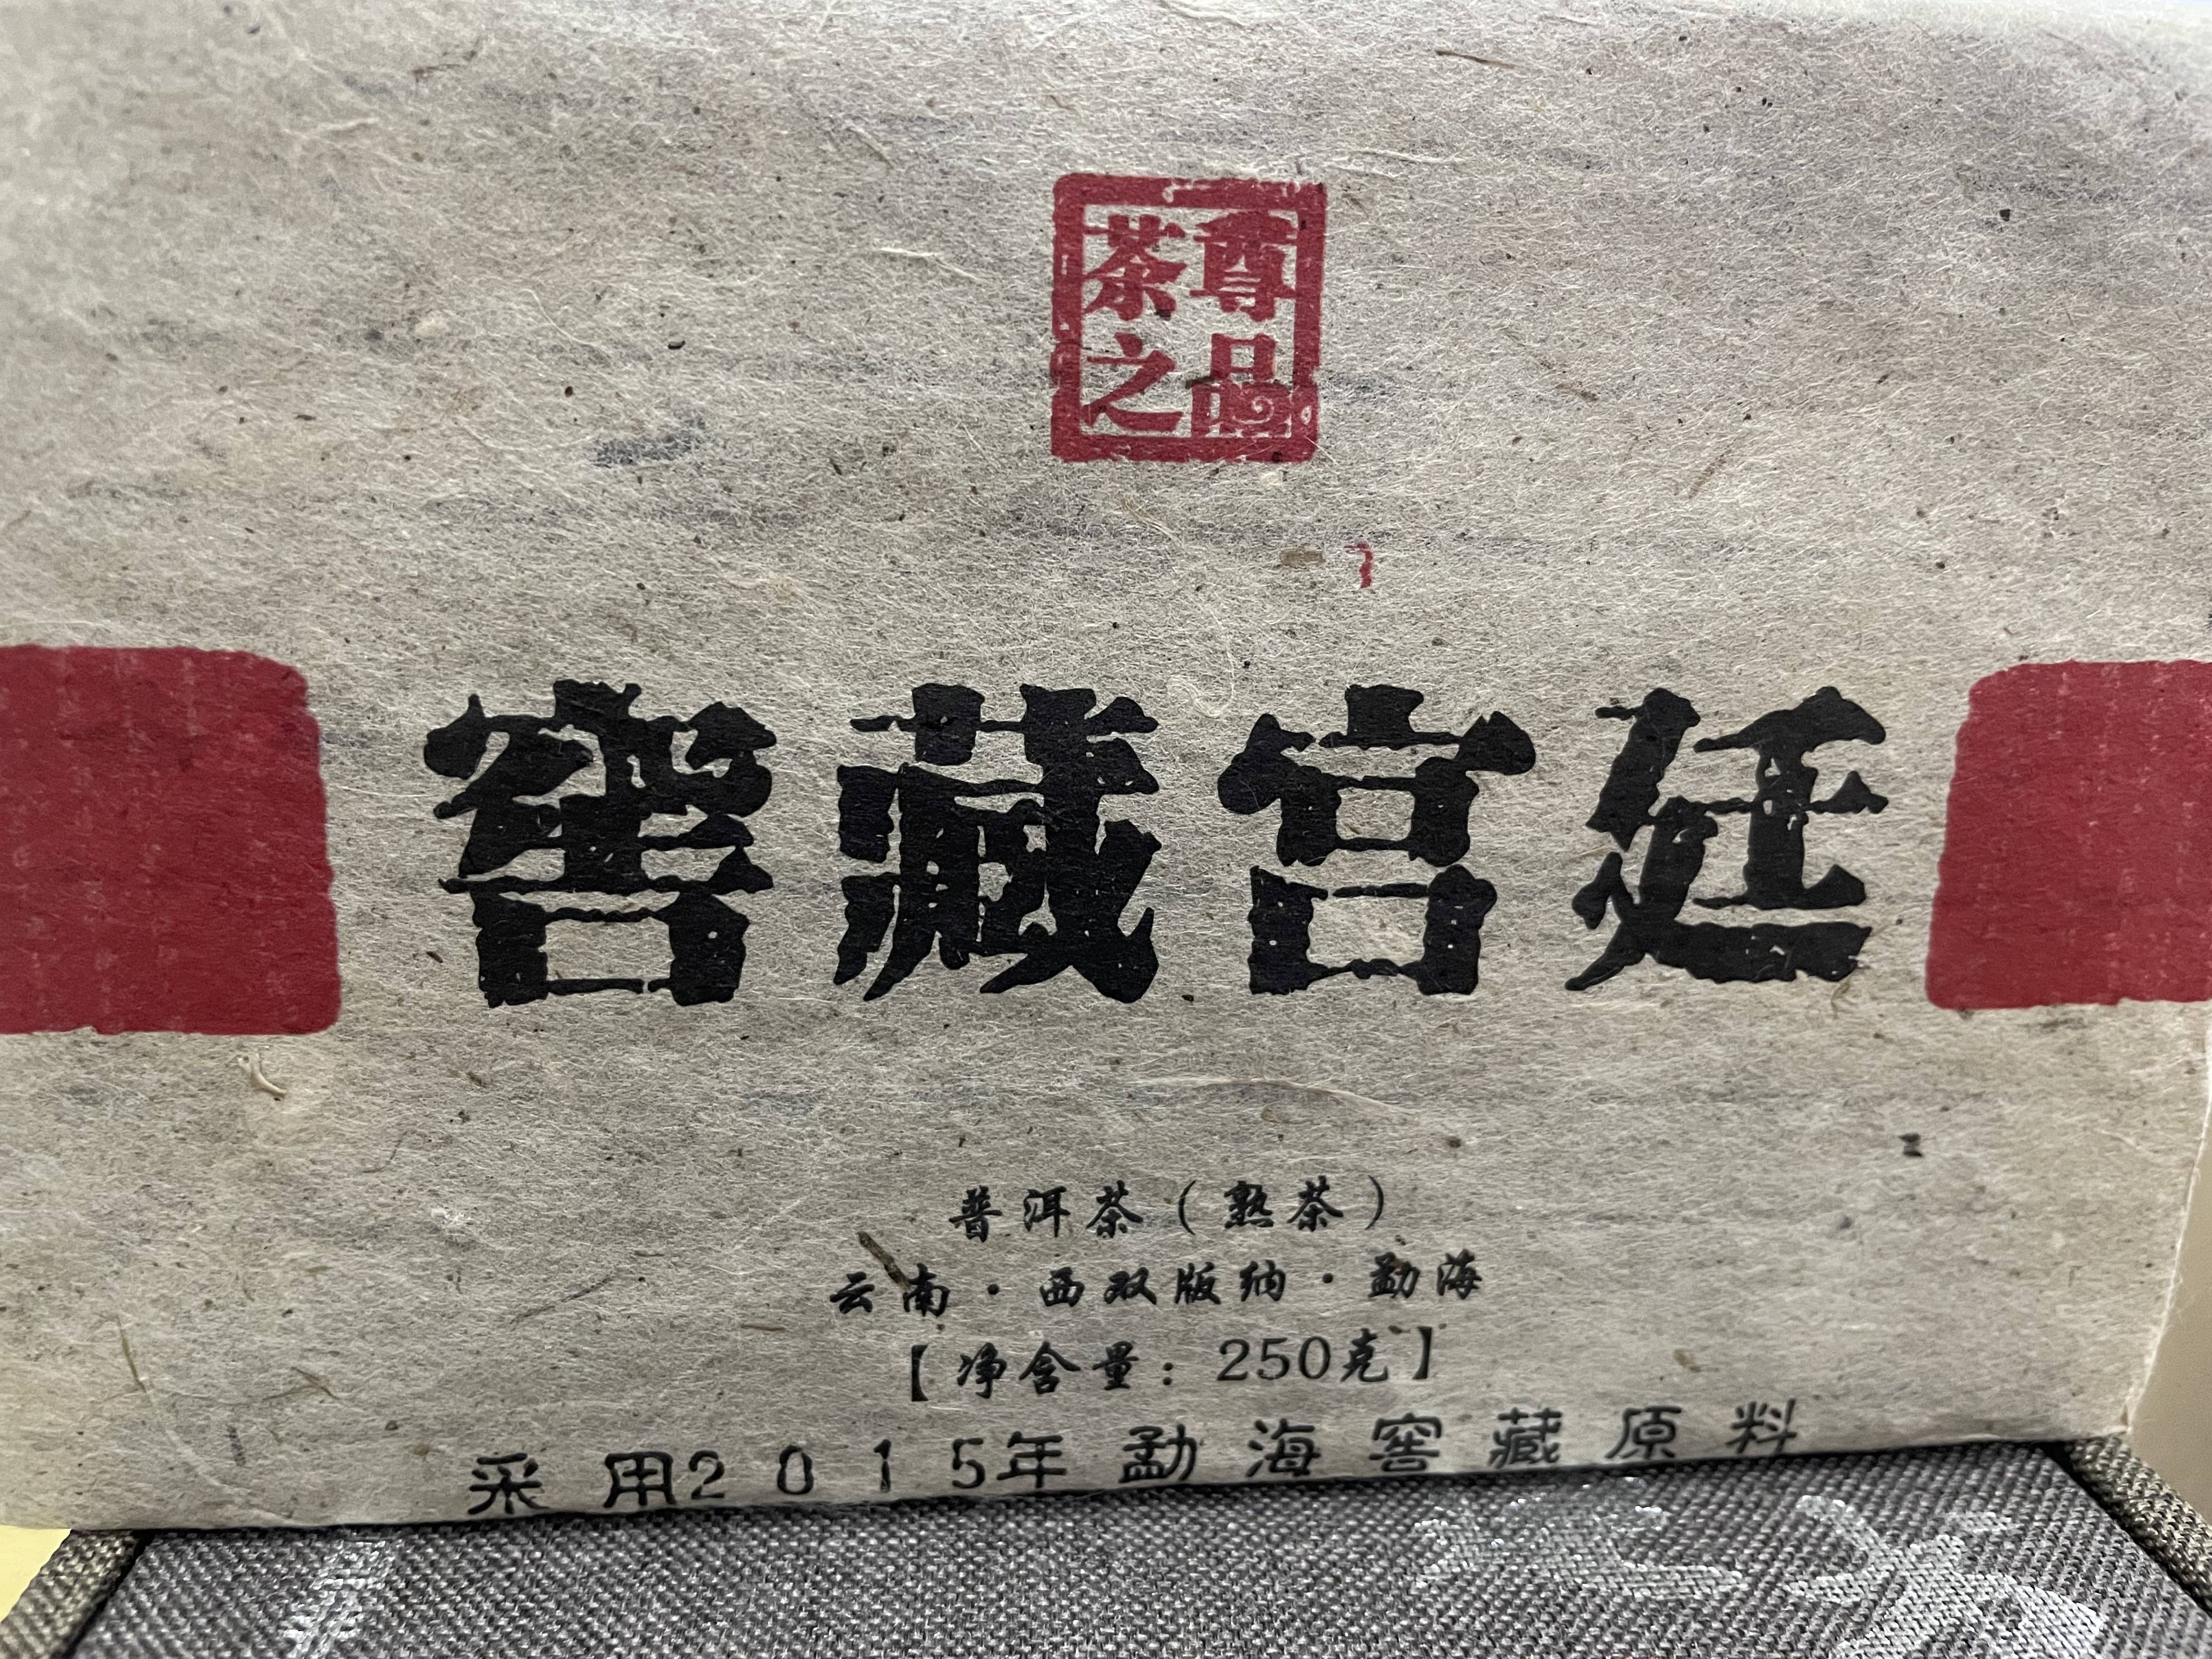 茶之
尊品
窖藏宫廷
普洱茶（熟茶）
云南·西双版纳·勐海
【净含量：250克】
采用2015年勐海窖藏原料